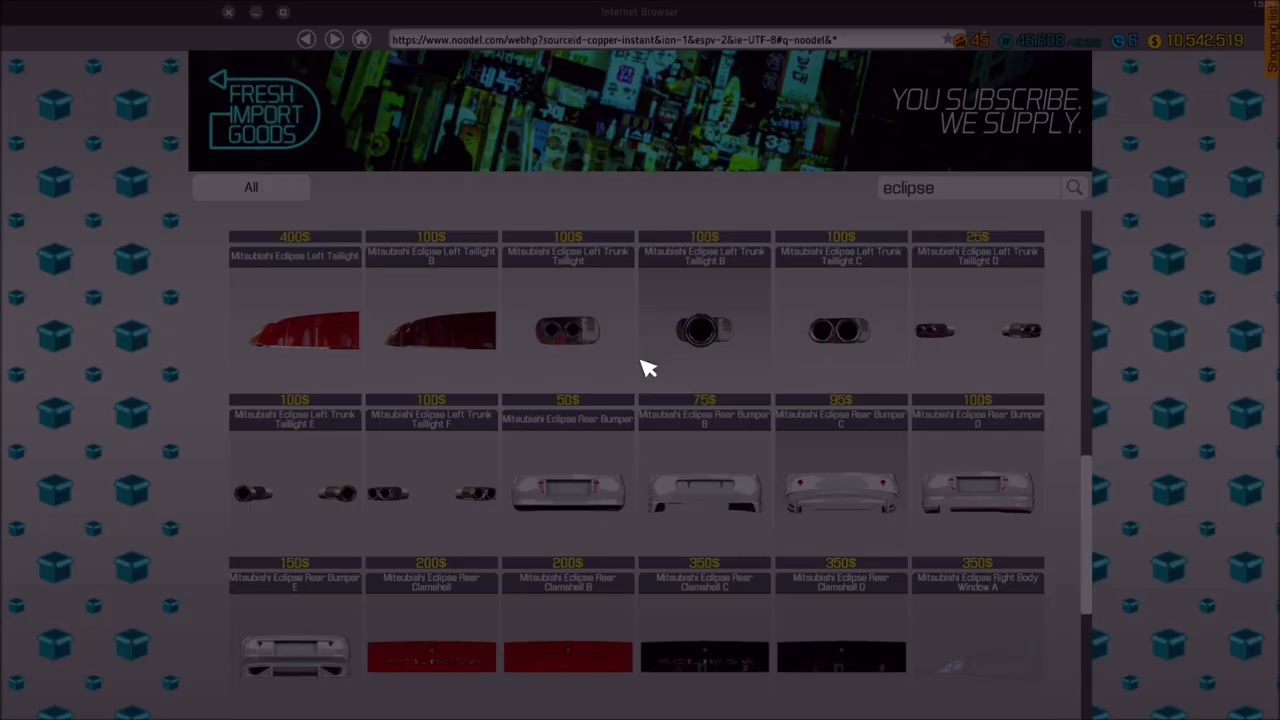 Internet Browser
https://www.noodel.com/webhp?sourceid-copper-instant&ion-1&espv-2&ie-UTF-8#q-noodel&*
45
6
10,542,519
FRESH
IMPORT
GOODS
YOU SUBSCRIBE.
WE SUPPLY.
All
eclipse
400$
100$
100$
100$
100$
25$
Mitsubishi Eclipse Left Taillight
Mitsubishi Eclipse Left Taillight
B
Mitsubishi Eclipse Left Trunk
Taillight
Mitsubishi Eclipse Left Trunk
Taillight B
Mitsubishi Eclipse Left Trunk
Taillight C
Mitsubishi Eclipse Left Trunk
Taillight D
100$
100$
50$
75$
95$
100$
Mitsubishi Eclipse Left Trunk
Taillight E
Mitsubishi Eclipse Left Trunk
Taillight F
Mitsubishi Eclipse Rear Bumper
Mitsubishi Eclipse Rear Bumper
B
Mitsubishi Eclipse Rear Bumper
C
Mitsubishi Eclipse Rear Bumper
D
150$
200$
200$
350$
350$
350$
Mitsubishi Eclipse Rear Bumper
E
Mitsubishi Eclipse Rear
Clamshell
Mitsubishi Eclipse Rear
Clamshell B
Mitsubishi Eclipse Rear
Clamshell C
Mitsubishi Eclipse Rear
Clamshell D
Mitsubishi Eclipse Right Body
Window A